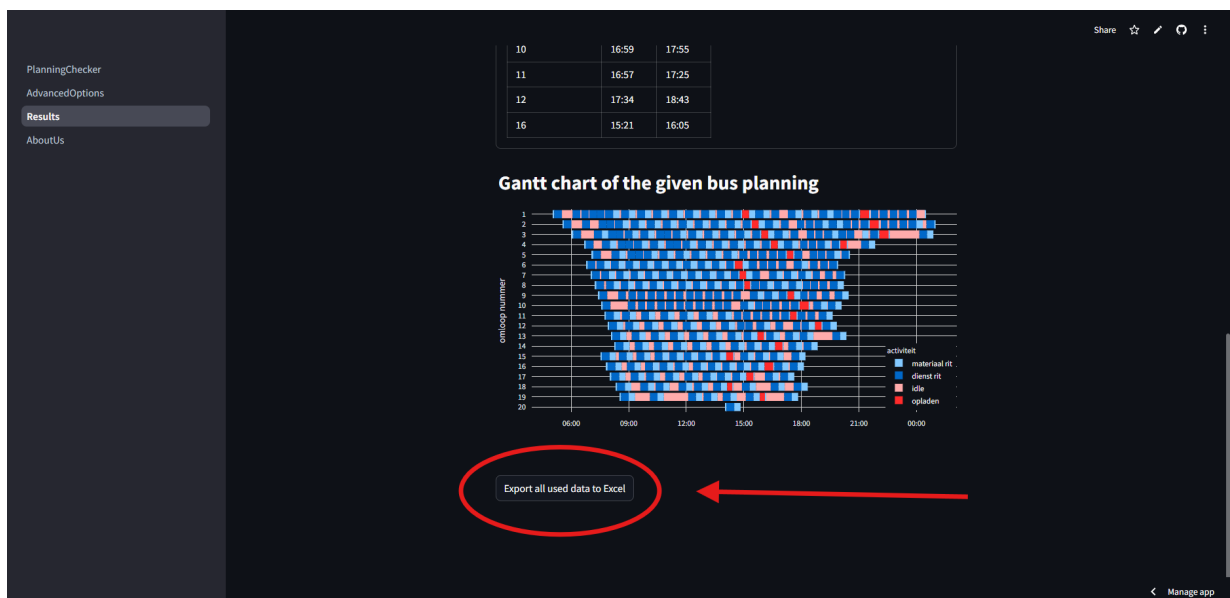 Share
PlanningChecker
AdvancedOptions
Results
AboutUs
10 16:59 17:55
11 16:57 17:25
12 17:34 18:43
16 15:21 16:05
Gantt chart of the given bus planning
omloop nummer
1
2
3
4
5
6
7
8
9
10
11
12
13
14
15
16
17
18
19
20
activiteit
materiaal rit
dienst rit
idle
opladen
06:00 09:00 12:00 15:00 18:00 21:00 00:00
Export all used data to Excel
Manage app